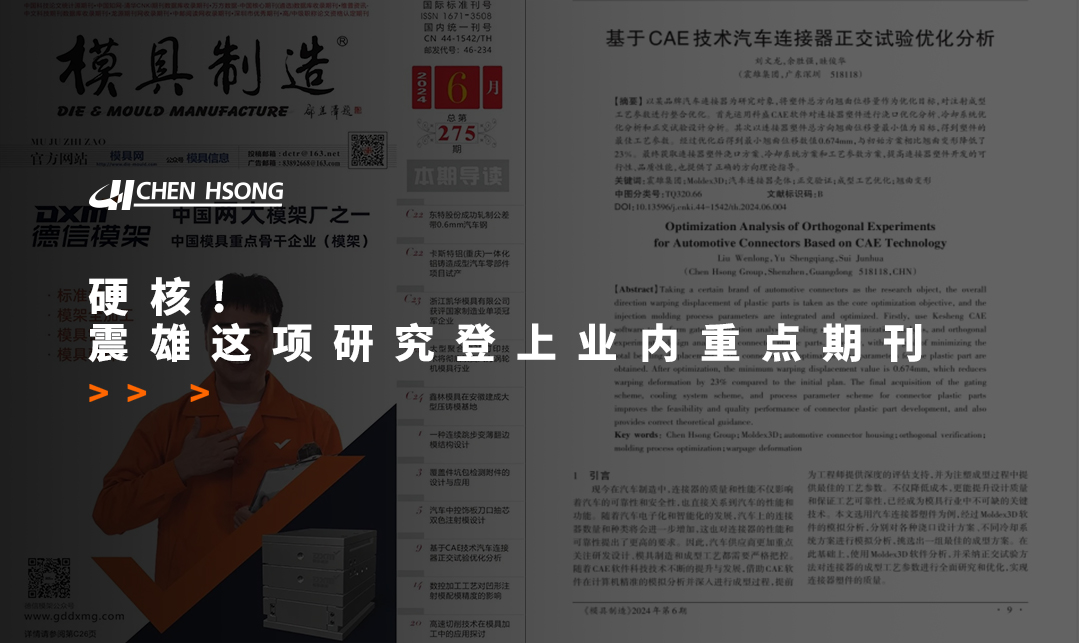 模具制造®
DIE & MOULD MANUFACTURE
国际标准刊号
ISSN 1671-3508
国内统一刊号
CN 44-1542/TH
邮发代号：46-234
2024 6 月
总第
275
期
MUJUZHIZAO
官方网站
模具网
模具信息
投稿邮箱：dctr@163.net
本期导读
CHEN HSONG
DXM
德信模架
中国两大模架厂之一
中国模具重点骨干企业（模架）
硬核！
震雄这项研究登上业内重点期刊
> > >
东特股份成功轧制公差
带0.6mm汽车钢
卡斯特铝(重庆)一体化
铝铸造成型汽车零部件
项目试产
浙江凯华模具有限公司
获评国家制造业单项冠
军企业
鑫林模具在安徽建成大
型压铸模基地
一种连续跳步变薄翻边
模结构设计
覆盖件坑包检测附件的
设计与应用
汽车中控饰板刀口抽芯
双色注射模设计
9 基于CAE技术汽车连接
器正交试验优化分析
数控加工工艺对凹形注
射模配模精度的影响
20 高速切削技术在模具加
工中的应用探讨
www.gddxmg.com
详情请参阅第C26页
基于CAE技术汽车连接器正交试验优化分析
刘文龙,余胜强,隋俊华
(震雄集团,广东深圳 518118)
【摘要】以某品牌汽车连接器为研究对象,将塑件总方向翘曲位移量作为优化目标,对注射成型
工艺参数进行整合优化。首先运用科盛CAE软件对连接器塑件进行浇口优化分析、冷却系统优
化分析和正交试验设计分析。其次以连接器塑件总方向翘曲位移量最小值为目标,得到塑件的
最佳工艺参数。经过优化后得到最小翘曲位移数值0.674mm,与初始方案相比翘曲变形降低了
23%。最终获取连接器塑件浇口方案、冷却系统方案和工艺参数方案,提高连接器塑件开发的可
行性、品质性能,也提供了正确的方向理论指导。
关键词:震雄集团;Moldex3D;汽车连接器壳体;正交验证;成型工艺优化;翘曲变形
中图分类号:TQ320.66 文献标识码:B
DOI:10.13596/j.cnki.44-1542/th.2024.06.004
Optimization Analysis of Orthogonal Experiments
for Automotive Connectors Based on CAE Technology
Liu Wenlong, Yu Shengqiang, Sui Junhua
(Chen Hsong Group, Shenzhen, Guangdong 518118, CHN)
【Abstract】Taking a certain brand of automotive connectors as the research object, the overall
direction warping displacement of plastic parts is taken as the core optimization objective, and the
injection molding process parameters are integrated and optimized. Firstly, use Kesheng CAE
obtained. After optimization, the minimum warping displacement value is 0.674mm, which reduces
warping deformation by 23% compared to the initial plan. The final acquisition of the gating
scheme, cooling system scheme, and process parameter scheme for connector plastic parts
improves the feasibility and quality performance of connector plastic part development, and also
provides correct theoretical guidance.
Key words: Chen Hsong Group; Moldex3D; automotive connector housing; orthogonal verification;
molding process optimization; warpage deformation
1 引言
现今在汽车制造中,连接器的质量和性能不仅影响
着汽车的可靠性和安全性,也直接关系到汽车的性能和
功能。随着汽车电子化和智能化的发展,汽车上的连接
器数量和种类将会进一步增加,这也对连接器的性能和
可靠性提出了更高的要求。因此,汽车供应商更加重点
关注研发设计、模具制造和成型工艺都需要严格把控。
随着CAE软件科技不断的提升与发展,借助CAE软
件在计算机精准的模拟分析并深入进行成型过程,提前
为工程师提供深度的评估支持,并为注塑成型过程中提
供最佳的工艺参数。不仅降低成本,更能提升设计质量
和保证工艺可靠性,已经成为模具行业中不可缺的关键
技术。本文选用汽车连接器塑件为例,经过Moldex3D软
件的模拟分析,分别对各种浇口设计方案、不同冷却系
统方案进行模拟分析,挑选出一组最佳的成型方案。在
此基础上,使用Moldex3D软件分析,并采纳正交试验方
法对连接器的成型工艺参数进行全面研究和优化,实现
连接器塑件的质量。
《模具制造》2024年第6期
· 9 ·